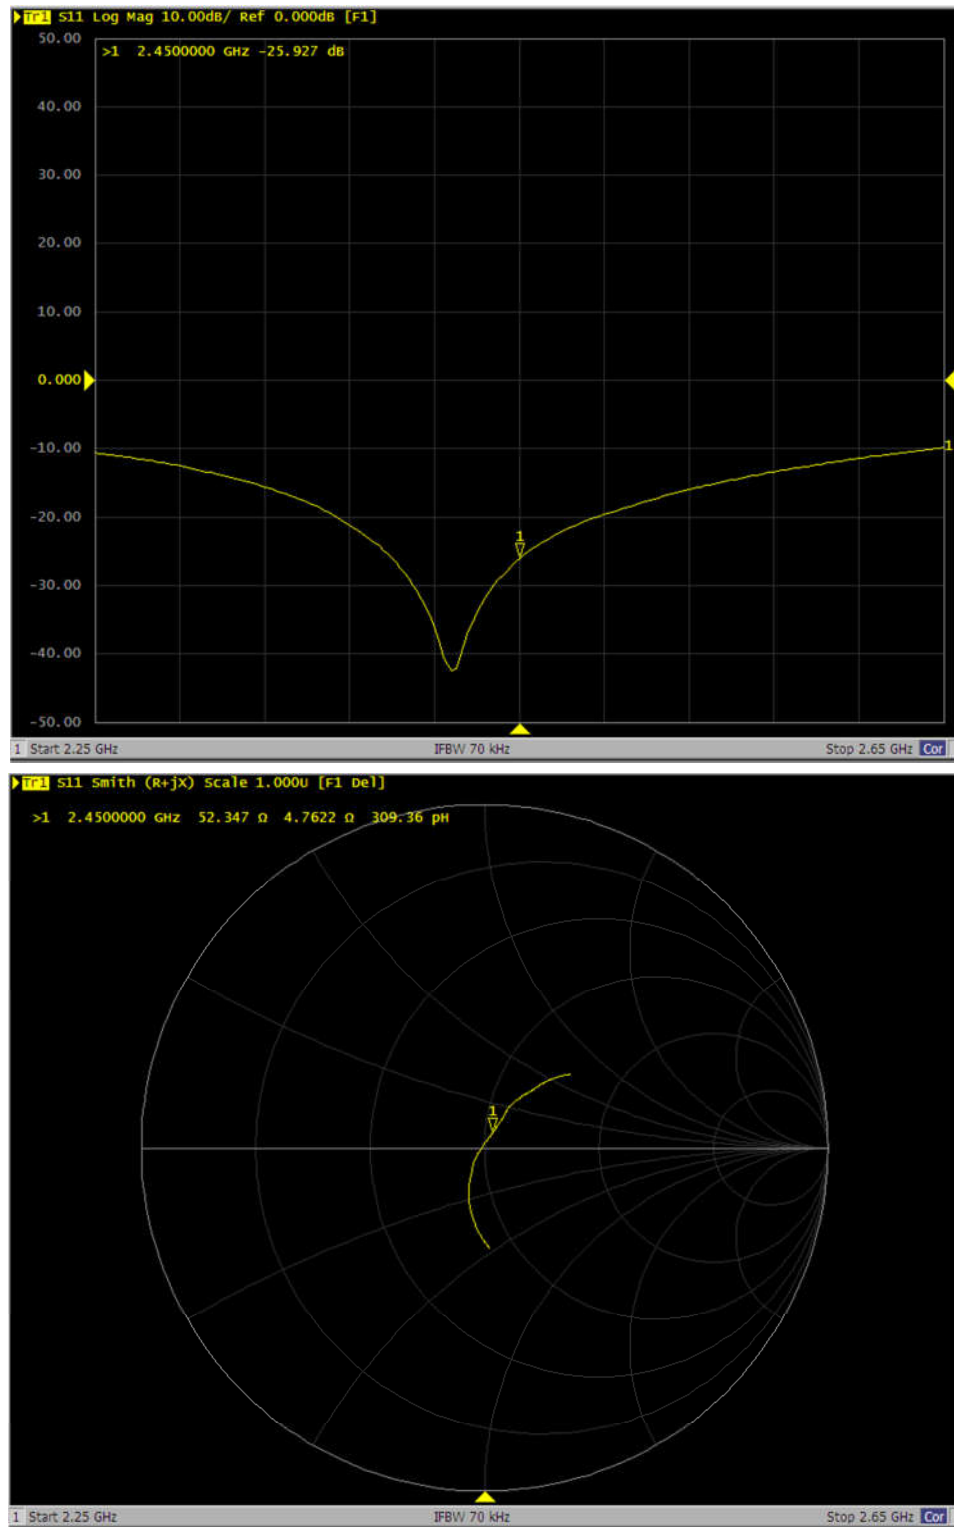 Tr1 S11 Log Mag 10.00dB/ Ref 0.000dB [F1]
50.00
>1 2.4500000 GHz -25.927 dB
40.00
30.00
20.00
10.00
0.000
-10.00
1
-20.00
1
-30.00
-40.00
-50.00
1 Start 2.25 GHz IFBW 70 kHz Stop 2.65 GHz Cor
Tr1 S11 Smith (R+jX) Scale 1.000U [F1 Del]
>1 2.4500000 GHz 52.347 Ω 4.7622 Ω 309.36 pH
1
1 Start 2.25 GHz IFBW 70 kHz Stop 2.65 GHz Cor